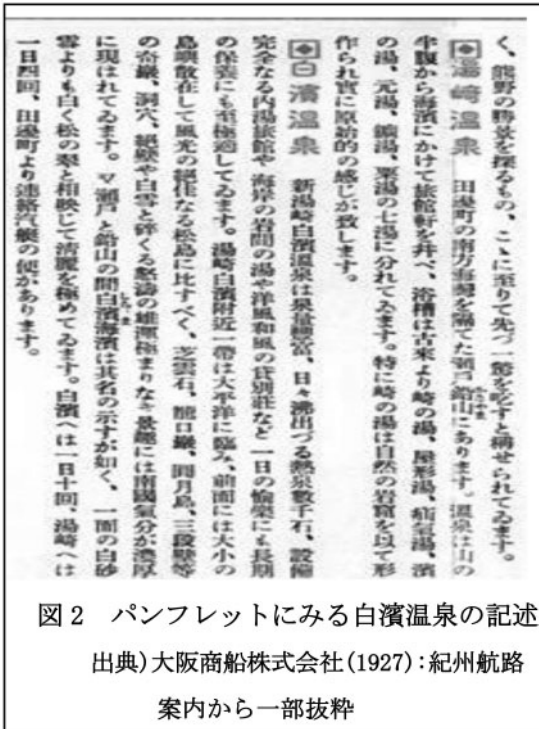 く、熊野の勝景を探るもの、こゝに至りて先づ一驚を喫すと稱せられてゐます。
湯崎温泉 田邊町の南方海灣を隔てた瀬戸鉛山にあります。温泉は山の
半腹から海濱にかけて旅館軒を并べ、浴槽は古來より崎の湯、屋形湯、疝氣湯、濱
の湯、元湯、鑛湯、粟湯の七湯に分れてゐます。特に崎の湯は自然の岩窟を以て形
作られ實に原始的の感じが致します。
白濱温泉 新湯崎白濱温泉は泉量豐富、日々沸出づる熱泉數千石、設備
完全なる内湯旅館や海岸の岩間の湯や洋風和風の貸別莊など一日の愉樂にも長期
の保養にも至極適してゐます。湯崎白濱附近一帶は大平洋に臨み、前面には大小の
島嶼散在して風光の絕佳なる松島に比すべく、芝雲石、龍口巖、圓月島、三段壁等
の奇巖、洞穴、絕壁や白雪と碎くる怒濤の雄渾極まりなき景趣には南國氣分が濃厚
に現はれてゐます。▽瀬戸と鉛山の間白濱海濱は其名の示すが如く、一面の白砂
雪よりも白く松の翠と相映じて清麗を極めてゐます。白濱へは一日十回、湯崎へは
一日四回、田邊町より連絡汽艇の便があります。
図2 パンフレットにみる白濱温泉の記述
出典)大阪商船株式会社(1927):紀州航路
案内から一部抜粋